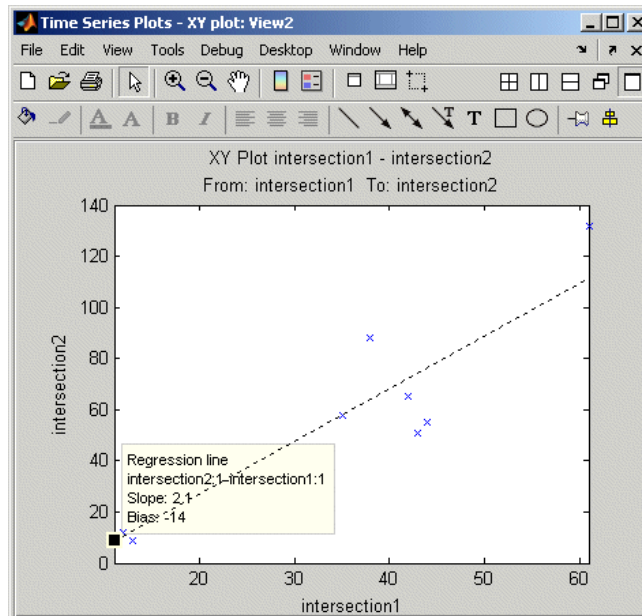 Time Series Plots - XY plot: View2
File Edit View Tools Debug Desktop Window Help
A A B I T T
XY Plot intersection1 - intersection2
From: intersection1 To: intersection2
140
120
100
80
60
40
20
0
intersection2
Regression line
intersection2:1-intersection1:1
Slope: 2.1
Bias: -14
20 30 40 50 60
intersection1